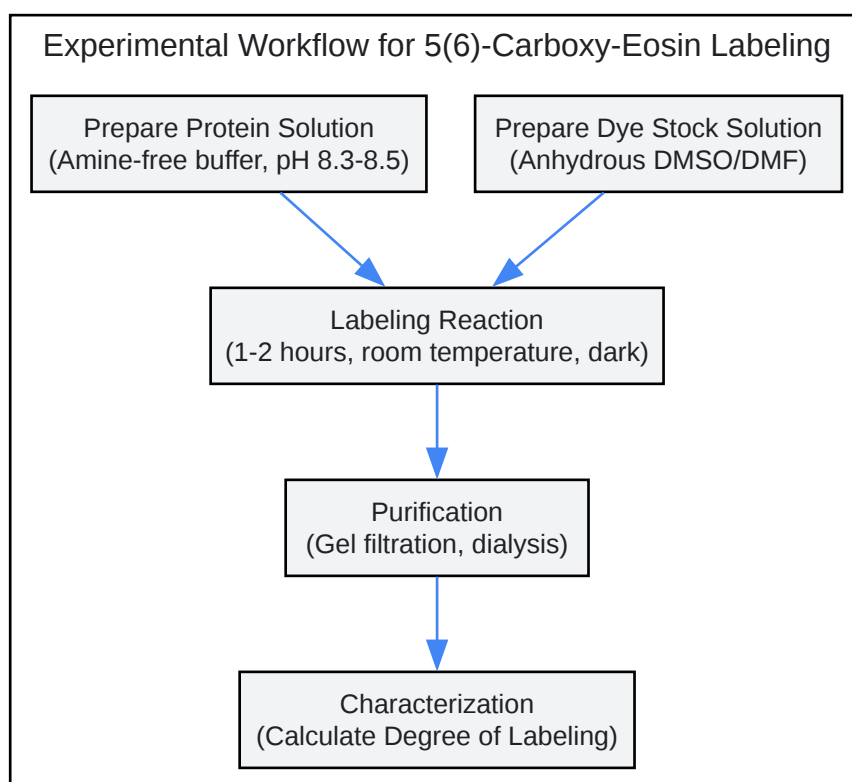 Experimental Workflow for 5(6)-Carboxy-Eosin Labeling
Prepare Protein Solution
(Amine-free buffer, pH 8.3-8.5)
Prepare Dye Stock Solution
(Anhydrous DMSO/DMF)
Labeling Reaction
(1-2 hours, room temperature, dark)
Purification
(Gel filtration, dialysis)
Characterization
(Calculate Degree of Labeling)